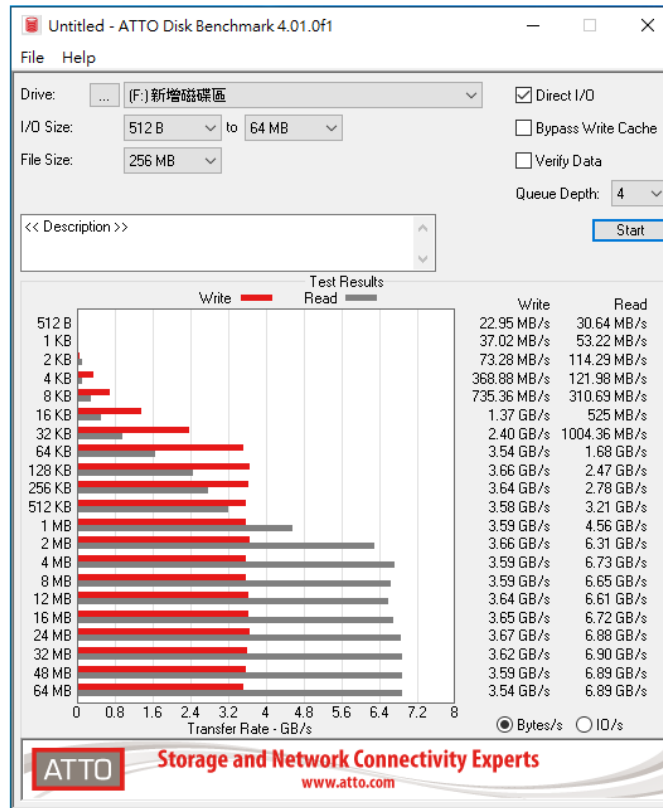 Untitled - ATTO Disk Benchmark 4.01.0f1
File Help
Drive: ... (F:)新增磁碟區
Direct I/O
I/O Size: 512 B to 64 MB
Bypass Write Cache
File Size: 256 MB
Verify Data
Queue Depth: 4
<< Description >>
Start
Test Results
Write Read Write Read
512 B 22.95 MB/s 30.64 MB/s
1 KB 37.02 MB/s 53.22 MB/s
2 KB 73.28 MB/s 114.29 MB/s
4 KB 368.88 MB/s 121.98 MB/s
8 KB 735.36 MB/s 310.69 MB/s
16 KB 1.37 GB/s 525 MB/s
32 KB 2.40 GB/s 1004.36 MB/s
64 KB 3.54 GB/s 1.68 GB/s
128 KB 3.66 GB/s 2.47 GB/s
256 KB 3.64 GB/s 2.78 GB/s
512 KB 3.58 GB/s 3.21 GB/s
1 MB 3.59 GB/s 4.56 GB/s
2 MB 3.66 GB/s 6.31 GB/s
4 MB 3.59 GB/s 6.73 GB/s
8 MB 3.59 GB/s 6.65 GB/s
12 MB 3.64 GB/s 6.61 GB/s
16 MB 3.65 GB/s 6.72 GB/s
24 MB 3.67 GB/s 6.88 GB/s
32 MB 3.62 GB/s 6.90 GB/s
48 MB 3.59 GB/s 6.89 GB/s
64 MB 3.54 GB/s 6.89 GB/s
0 0.8 1.6 2.4 3.2 4 4.8 5.6 6.4 7.2 8
Transfer Rate - GB/s
Bytes/s IO/s
ATTO
Storage and Network Connectivity Experts
www.atto.com